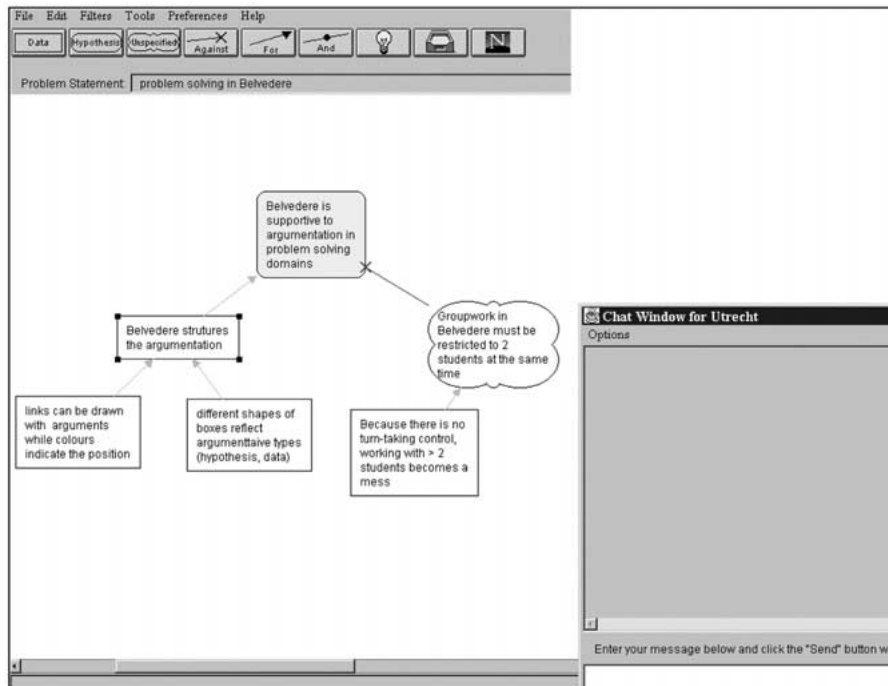 File Edit Filters Tools Preferences Help
Data Hypothesis Unspecified Against For And N
Problem Statement: problem solving in Belvedere
Belvedere is
supportive to
argumentation in
problem solving
domains
Belvedere strutures
the argumentation
Groupwork in
Belvedere must be
restricted to 2
students at the same
time
links can be drawn
with arguments
while colours
indicate the position
different shapes of
boxes reflect
argumenttaive types
(hypothesis, data)
Because there is no
turn-taking control,
working with > 2
students becomes a
mess
Chat Window for Utrecht
Options
Enter your message below and click the "Send" button w